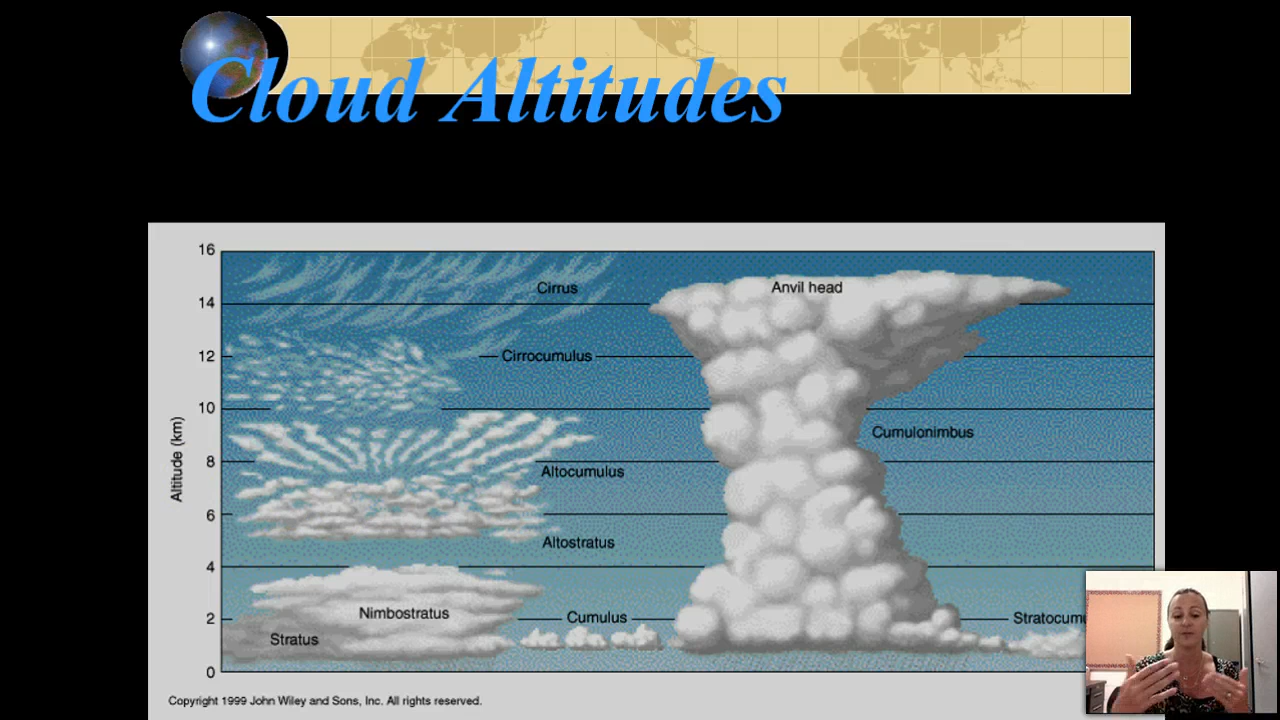 Cloud Altitudes
16
Cirrus
Anvil head
14
12
Cirrocumulus
10
Cumulonimbus
8
Altocumulus
Altitude (km)
6
Altostratus
4
Nimbostratus
2
Cumulus
Stratocumu
Stratus
0
Copyright 1999 John Wiley and Sons, Inc. All rights reserved.